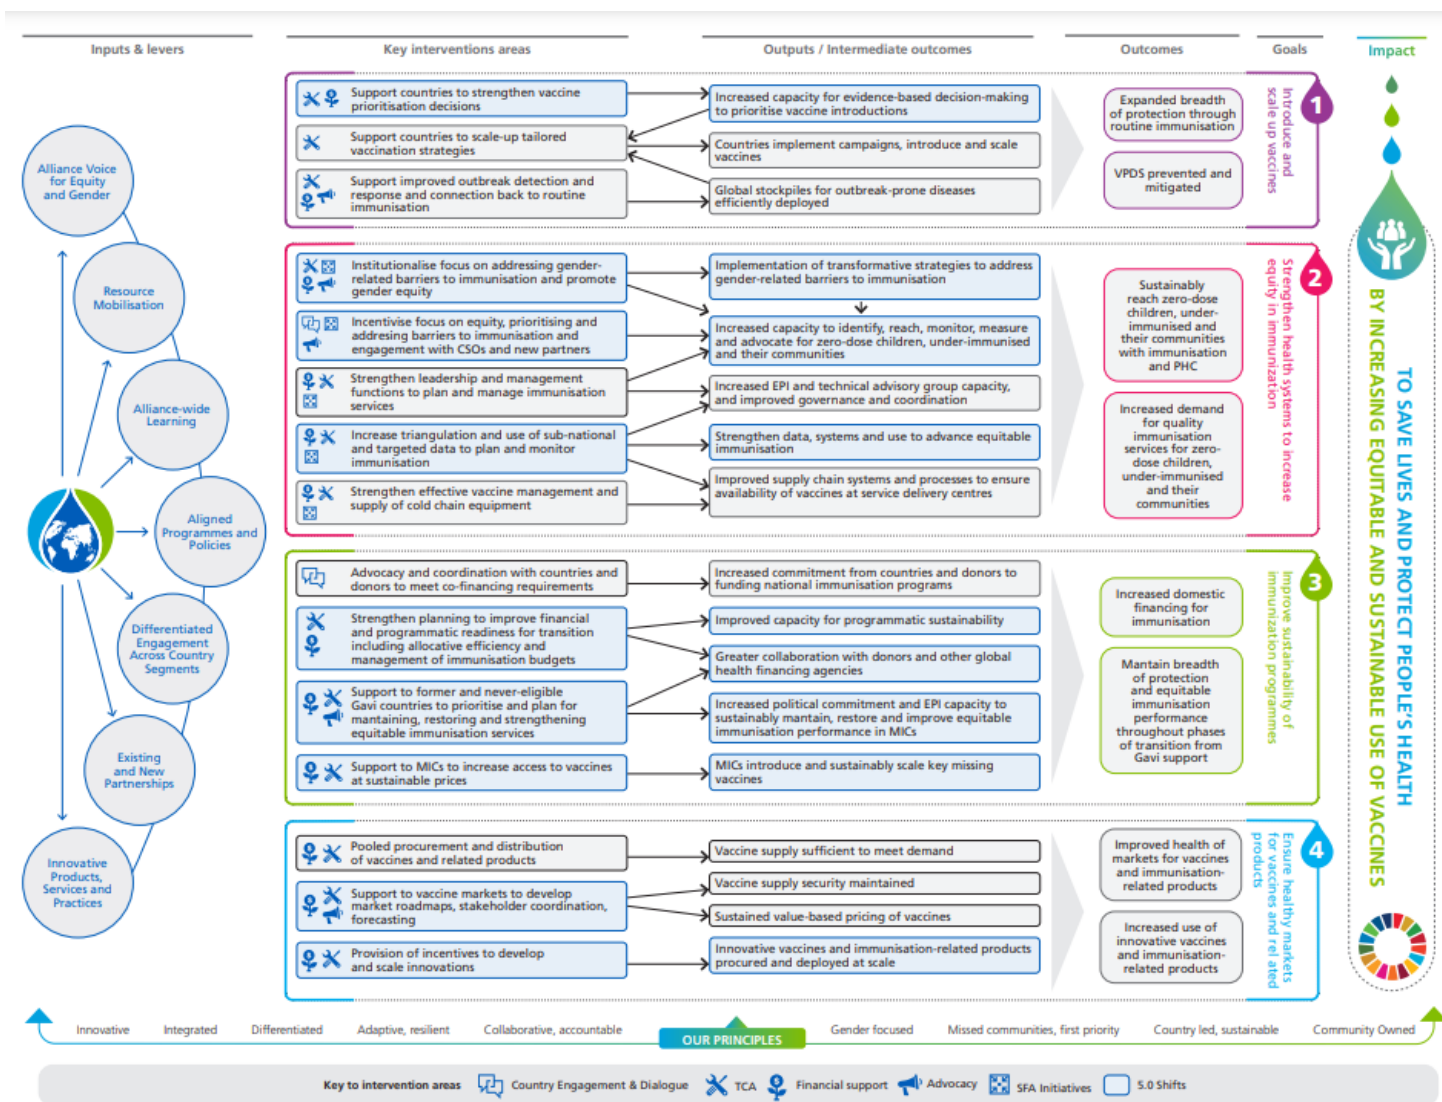 Inputs & levers
Key interventions areas
Outputs / Intermediate outcomes
Outcomes
Goals
Impact
Alliance Voice
for Equity
and Gender
Resource
Mobilisation
Alliance-wide
Learning
Aligned
Programmes and
Policies
Differentiated
Engagement
Across Country
Segments
Existing
and New
Partnerships
Innovative
Products,
Services and
Practices
Support countries to strengthen vaccine
prioritisation decisions
Support countries to scale-up tailored
vaccination strategies
Support improved outbreak detection and
response and connection back to routine
immunisation
Increased capacity for evidence-based decision-making
to prioritise vaccine introductions
Countries implement campaigns, introduce and scale
vaccines
Global stockpiles for outbreak-prone diseases
efficiently deployed
Expanded breadth
of protection through
routine immunisation
VPDS prevented and
mitigated
1
Introduce and
scale up vaccines
Institutionalise focus on addressing gender-
related barriers to immunisation and promote
gender equity
Incentivise focus on equity, prioritising and
addresing barriers to immunisation and
engagement with CSOs and new partners
Strengthen leadership and management
functions to plan and manage immunisation
services
Increase triangulation and use of sub-national
and targeted data to plan and monitor
immunisation
Strengthen effective vaccine management and
supply of cold chain equipment
Implementation of transformative strategies to address
gender-related barriers to immunisation
Increased capacity to identify, reach, monitor, measure
and advocate for zero-dose children, under-immunised
and their communities
Increased EPI and technical advisory group capacity,
and improved governance and coordination
Strengthen data, systems and use to advance equitable
immunisation
Improved supply chain systems and processes to ensure
availability of vaccines at service delivery centres
Sustainably
reach zero-dose
children, under-
immunised and
their communities
with immunisation
and PHC
Increased demand
for quality
immunisation
services for zero-
dose children,
under-immunised
and their
communities
2
Strengthen health systems to increase
equity in immunization
Advocacy and coordination with countries and
donors to meet co-financing requirements
Strengthen planning to improve financial
and programmatic readiness for transition
including allocative efficiency and
management of immunisation budgets
Support to former and never-eligible
Gavi countries to prioritise and plan for
mantaining, restoring and strengthening
equitable immunisation services
Support to MICs to increase access to vaccines
at sustainable prices
Increased commitment from countries and donors to
funding national immunisation programs
Improved capacity for programmatic sustainability
Greater collaboration with donors and other global
health financing agencies
Increased political commitment and EPI capacity to
sustainably mantain, restore and improve equitable
immunisation performance in MICs
MICs introduce and sustainably scale key missing
vaccines
Increased domestic
financing for
immunisation
Mantain breadth
of protection
and equitable
immunisation
performance
throughout phases
of transition from
Gavi support
3
Improve sustainability of
immunization programmes
Pooled procurement and distribution
of vaccines and related products
Support to vaccine markets to develop
market roadmaps, stakeholder coordination,
forecasting
Provision of incentives to develop
and scale innovations
Vaccine supply sufficient to meet demand
Vaccine supply security maintained
Sustained value-based pricing of vaccines
Innovative vaccines and immunisation-related products
procured and deployed at scale
Improved health of
markets for vaccines
and immunisation-
related products
Increased use of
innovative vaccines
and immunisation-
related products
4
Ensure healthy markets
for vaccines and rel ated
products
TO SAVE LIVES AND PROTECT PEOPLE'S HEALTH
BY INCREASING EQUITABLE AND SUSTAINABLE USE OF VACCINES
Innovative
Integrated
Differentiated
Adaptive, resilient
Collaborative, accountable
OUR PRINCIPLES
Gender focused
Missed communities, first priority
Country led, sustainable
Community Owned
Key to intervention areas
Country Engagement & Dialogue
TCA
Financial support
Advocacy
SFA Initiatives
5.0 Shifts